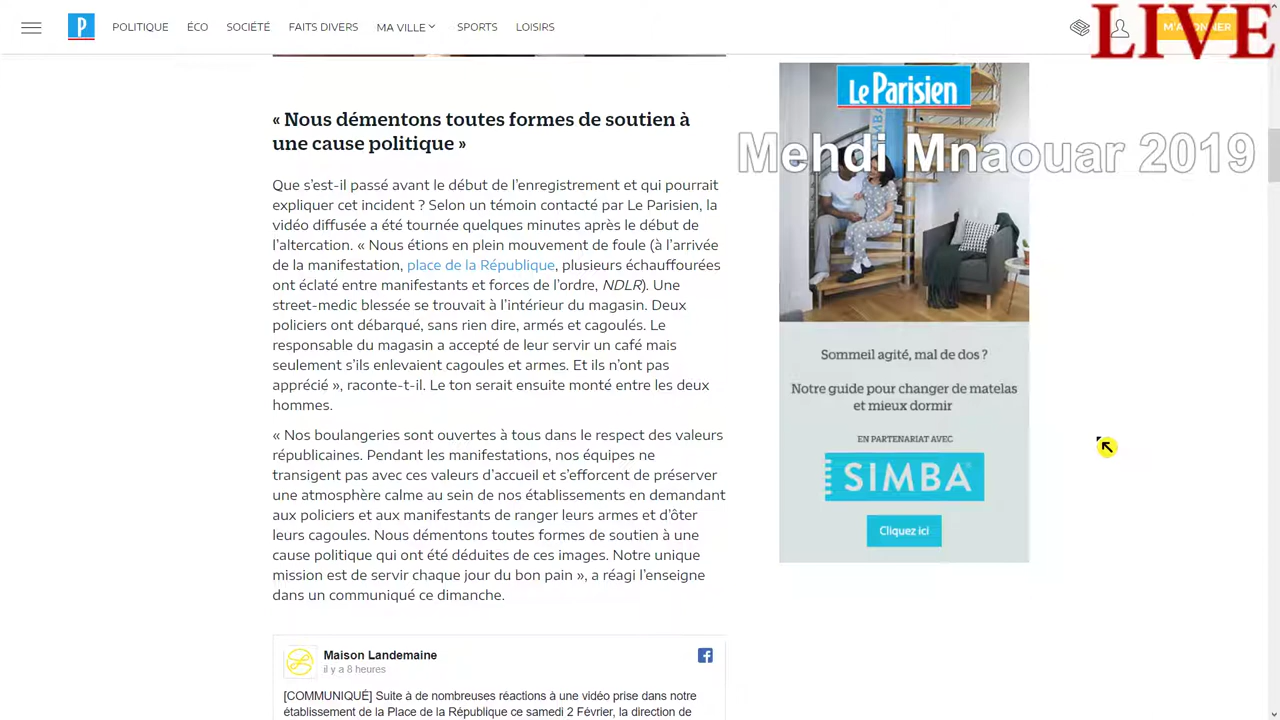 P POLITIQUE ÉCO SOCIÉTÉ FAITS DIVERS MA VILLE SPORTS LOISIRS M'ABONNER
LIVE
Le Parisien
SIMBA
Mehdi Mnaouar 2019
« Nous démentons toutes formes de soutien à
une cause politique »
Que s’est-il passé avant le début de l’enregistrement et qui pourrait
expliquer cet incident ? Selon un témoin contacté par Le Parisien, la
vidéo diffusée a été tournée quelques minutes après le début de
l’altercation. « Nous étions en plein mouvement de foule (à l’arrivée
de la manifestation, place de la République, plusieurs échauffourées
ont éclaté entre manifestants et forces de l’ordre, NDLR). Une
street-medic blessée se trouvait à l’intérieur du magasin. Deux
policiers ont débarqué, sans rien dire, armés et cagoulés. Le
responsable du magasin a accepté de leur servir un café mais
seulement s’ils enlevaient cagoules et armes. Et ils n’ont pas
apprécié », raconte-t-il. Le ton serait ensuite monté entre les deux
hommes.
« Nos boulangeries sont ouvertes à tous dans le respect des valeurs
républicaines. Pendant les manifestations, nos équipes ne
transigent pas avec ces valeurs d’accueil et s’efforcent de préserver
une atmosphère calme au sein de nos établissements en demandant
aux policiers et aux manifestants de ranger leurs armes et d’ôter
leurs cagoules. Nous démentons toutes formes de soutien à une
cause politique qui ont été déduites de ces images. Notre unique
mission est de servir chaque jour du bon pain », a réagi l’enseigne
dans un communiqué ce dimanche.
Maison Landemaine
il y a 8 heures
[COMMUNIQUÉ] Suite à de nombreuses réactions à une vidéo prise dans notre
établissement de la Place de la République ce samedi 2 Février, la direction de
Sommeil agité, mal de dos ?
Notre guide pour changer de matelas
et mieux dormir
EN PARTENARIAT AVEC
SIMBA
Cliquez ici